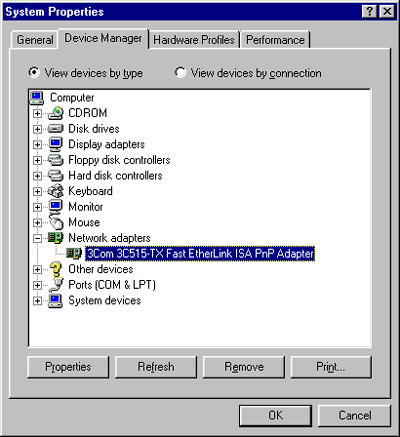 System Properties
General Device Manager Hardware Profiles Performance
View devices by type View devices by connection
Computer
CDROM
Disk drives
Display adapters
Floppy disk controllers
Hard disk controllers
Keyboard
Monitor
Mouse
Network adapters
3Com 3C515-TX Fast EtherLink ISA PnP Adapter
Other devices
Ports (COM & LPT)
System devices
Properties Refresh Remove Print...
OK Cancel